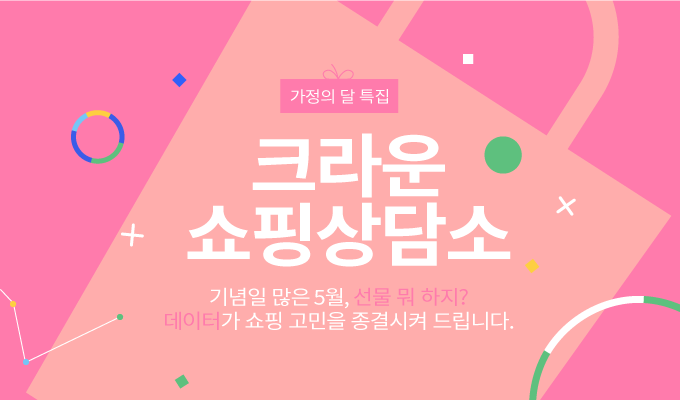 가정의 달 특집
크라운
쇼핑상담소
기념일 많은 5월, 선물 뭐 하지?
데이터가 쇼핑 고민을 종결시켜 드립니다.